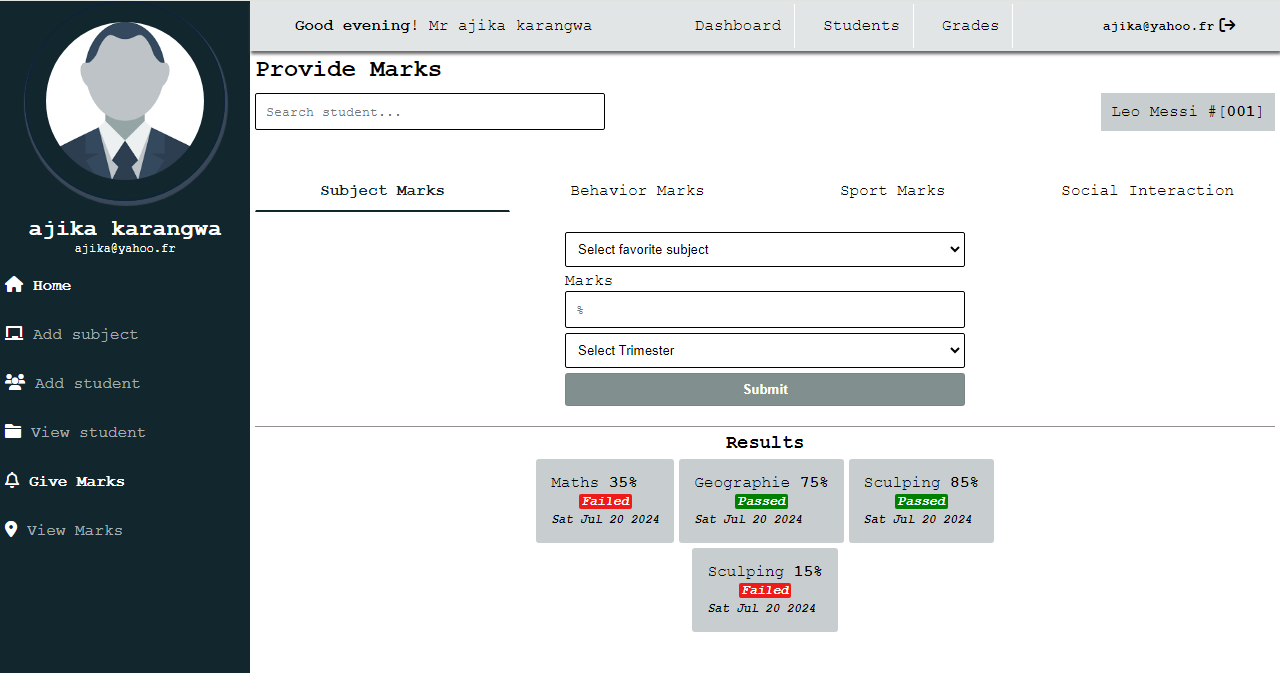 Good evening! Mr ajika karangwa
Dashboard
Students
Grades
ajika@yahoo.fr
ajika karangwa
ajika@yahoo.fr
Home
Add subject
Add student
View student
Give Marks
View Marks
Provide Marks
Search student...
Leo Messi #[001]
Subject Marks
Behavior Marks
Sport Marks
Social Interaction
Select favorite subject
Marks
%
Select Trimester
Submit
Results
Maths 35%
Failed
Sat Jul 20 2024
Geographie 75%
Passed
Sat Jul 20 2024
Sculping 85%
Passed
Sat Jul 20 2024
Sculping 15%
Failed
Sat Jul 20 2024